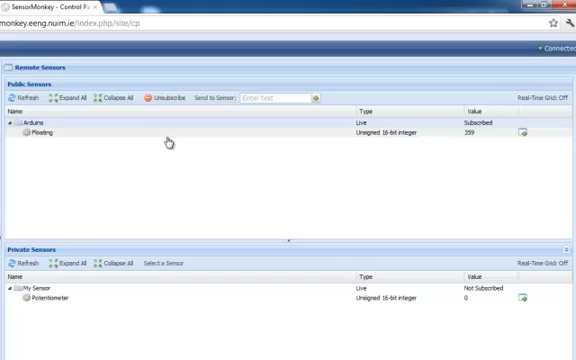 SensorMonkey - Control Pa
monkey.eeng.nuim.ie/index.php/site/cp
Connected
Remote Sensors
Public Sensors
Refresh Expand All Collapse All Unsubscribe Send to Sensor: Enter text Real-Time Grid: Off
Name Type Value
Arduino Live Subscribed
Floating Unsigned 16-bit integer 359
Private Sensors
Refresh Expand All Collapse All Select a Sensor Real-Time Grid: Off
Name Type Value
My Sensor Live Not Subscribed
Potentiometer Unsigned 16-bit integer 0